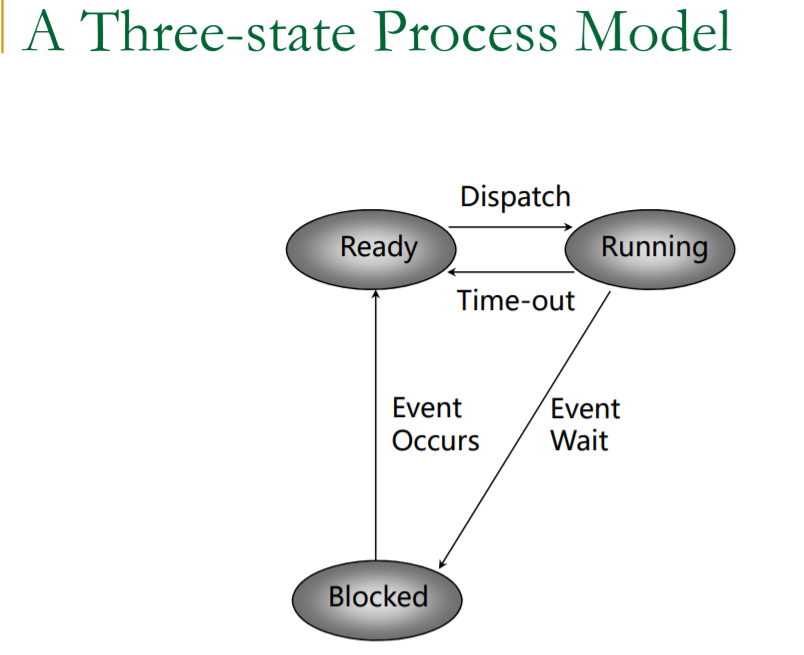 A Three-state Process Model
Dispatch
Ready
Running
Time-out
Event
Occurs
Event
Wait
Blocked